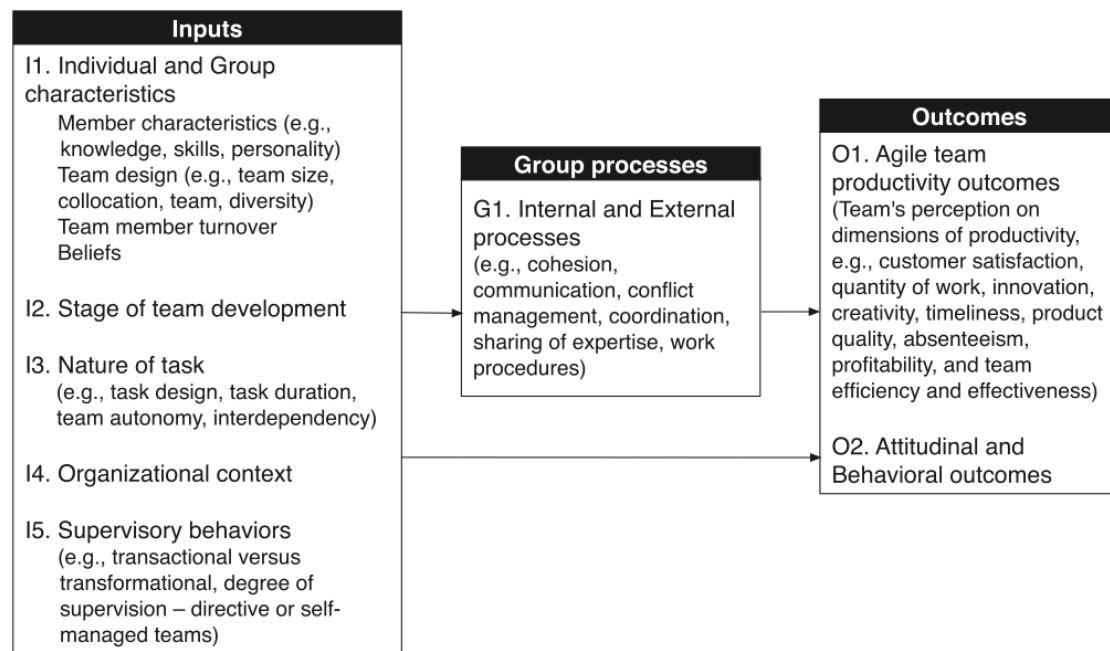 Inputs
I1. Individual and Group
characteristics
Member characteristics (e.g.,
knowledge, skills, personality)
Team design (e.g., team size,
collocation, team, diversity)
Team member turnover
Beliefs
I2. Stage of team development
I3. Nature of task
(e.g., task design, task duration,
team autonomy, interdependency)
I4. Organizational context
I5. Supervisory behaviors
(e.g., transactional versus
transformational, degree of
supervision – directive or self-
managed teams)
Group processes
G1. Internal and External
processes
(e.g., cohesion,
communication, conflict
management, coordination,
sharing of expertise, work
procedures)
Outcomes
O1. Agile team
productivity outcomes
(Team's perception on
dimensions of productivity,
e.g., customer satisfaction,
quantity of work, innovation,
creativity, timeliness, product
quality, absenteeism,
profitability, and team
efficiency and effectiveness)
O2. Attitudinal and
Behavioral outcomes